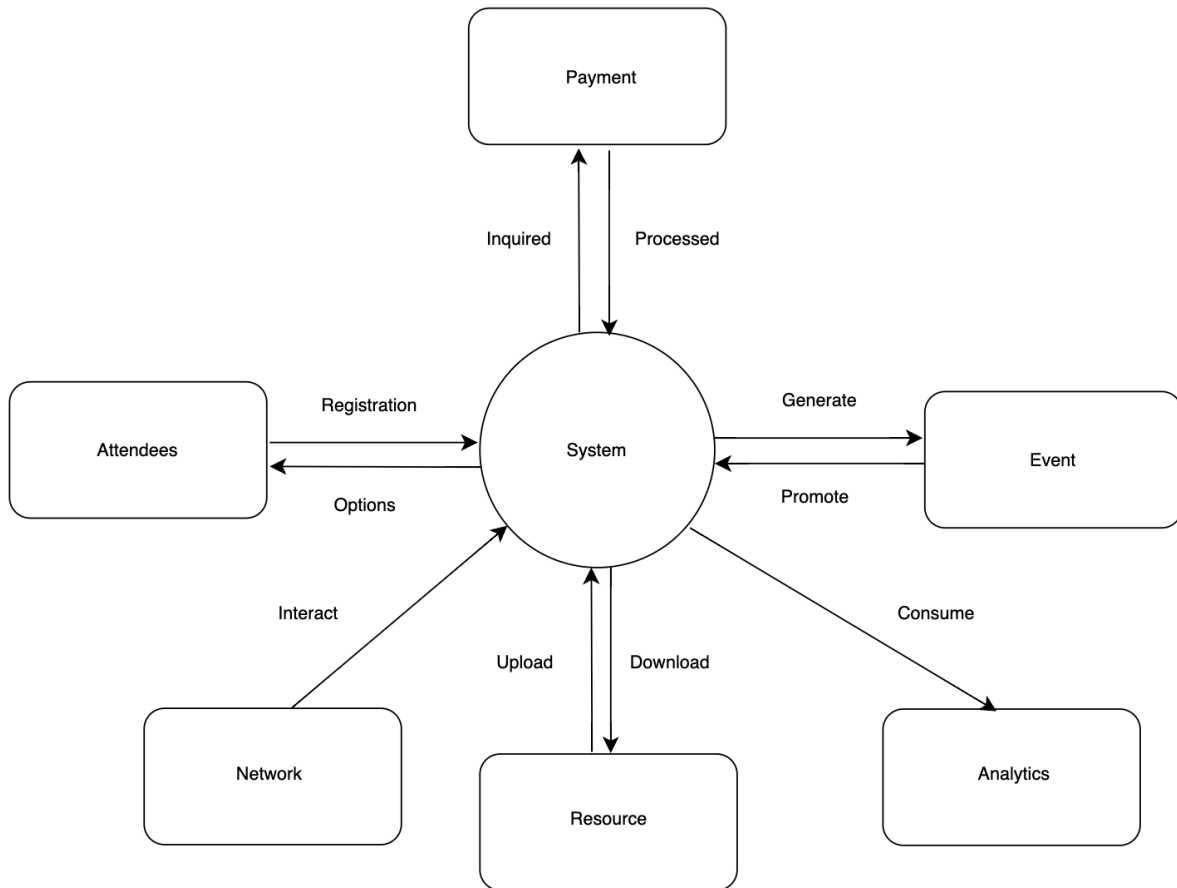 Payment
Inquired
Processed
Registration
Generate
Attendees
System
Event
Options
Promote
Interact
Consume
Upload
Download
Network
Analytics
Resource